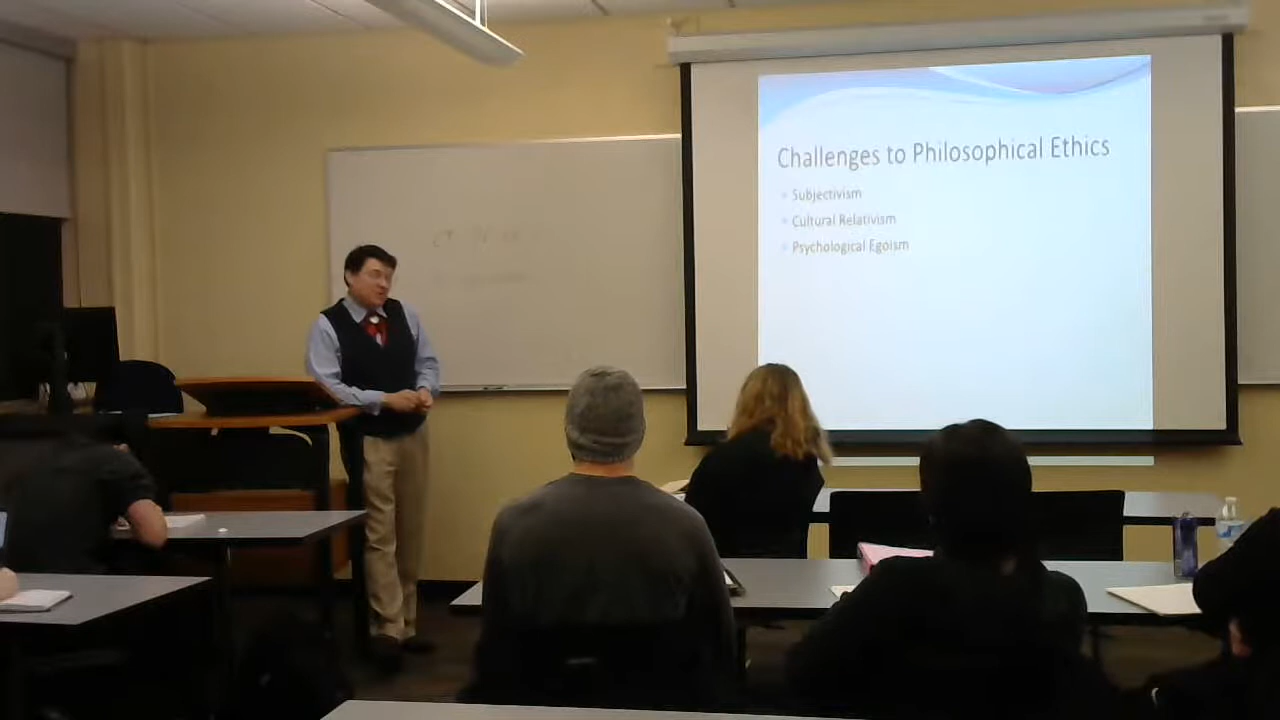 Challenges to Philosophical Ethics
Subjectivism
Cultural Relativism
Psychological Egoism